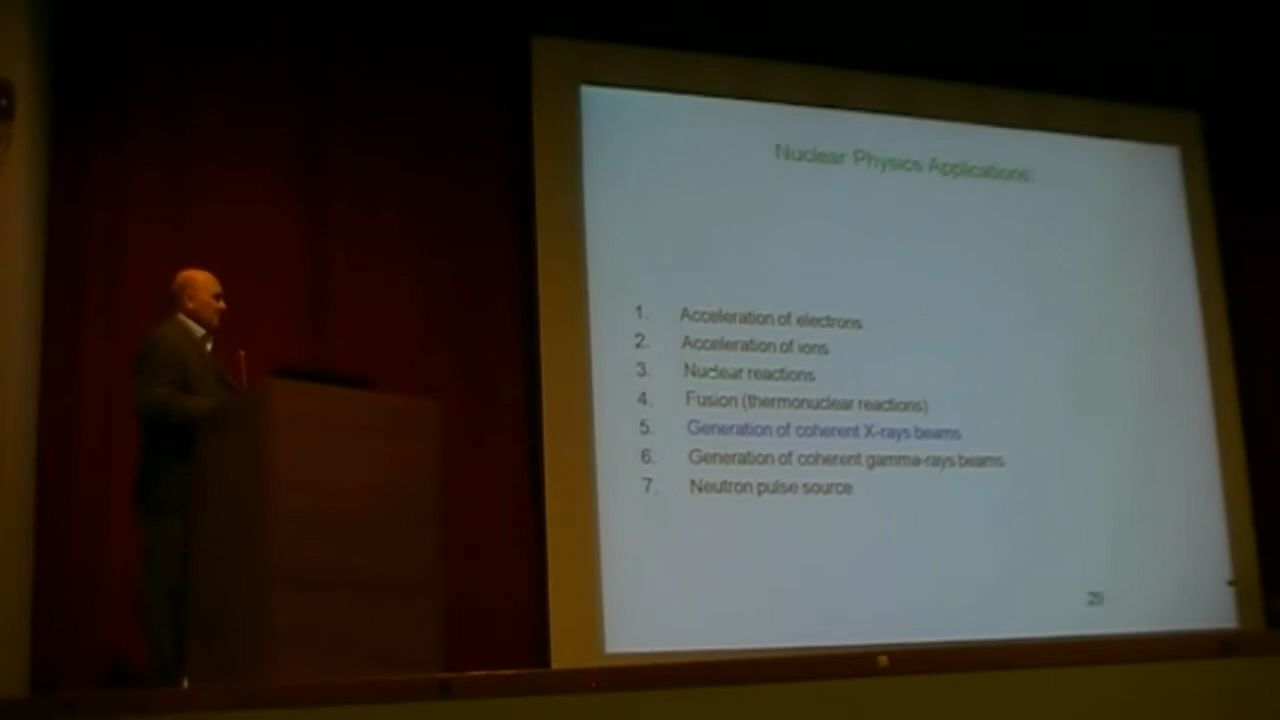 Nuclear Physics Applications:
1. Acceleration of electrons
2. Acceleration of ions
3. Nuclear reactions
4. Fusion (thermonuclear reactions)
5. Generation of coherent X-rays beams
6. Generation of coherent gamma-rays beams
7. Neutron pulse source